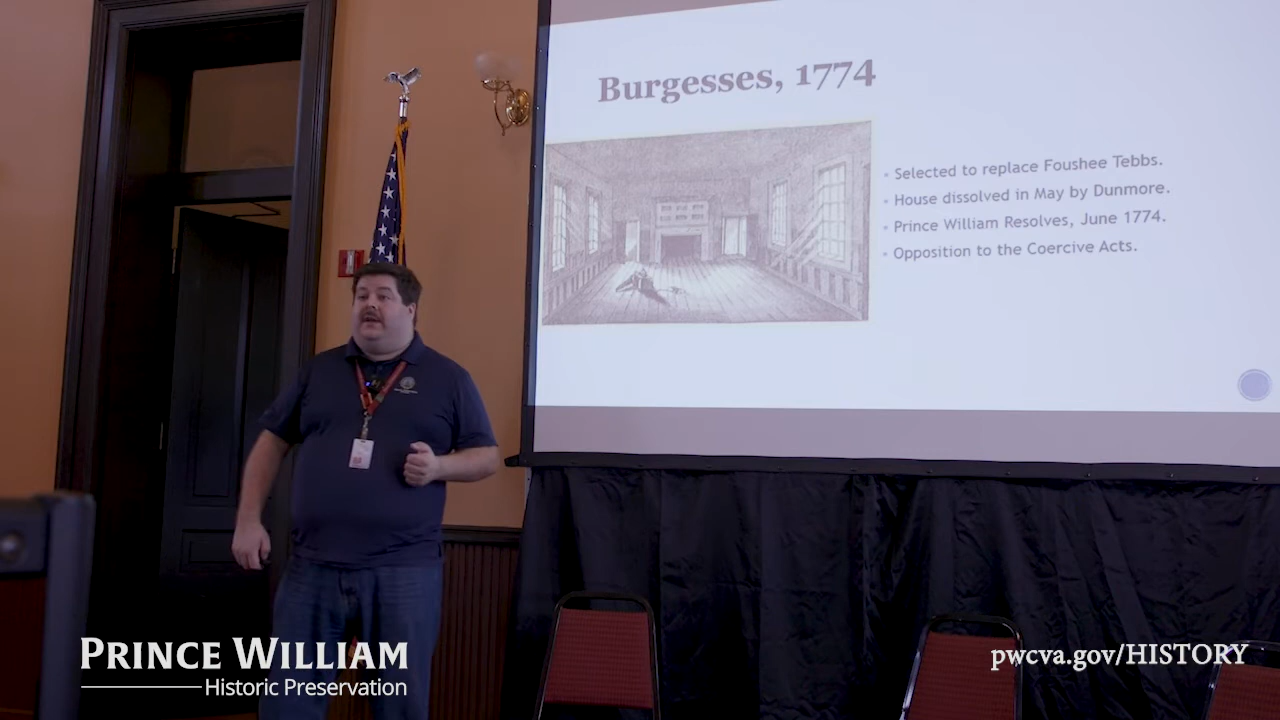 Burgesses, 1774
Selected to replace Foushee Tebbs.
House dissolved in May by Dunmore.
Prince William Resolves, June 1774.
Opposition to the Coercive Acts.
PRINCE WILLIAM
Historic Preservation
pwcva.gov/HISTORY